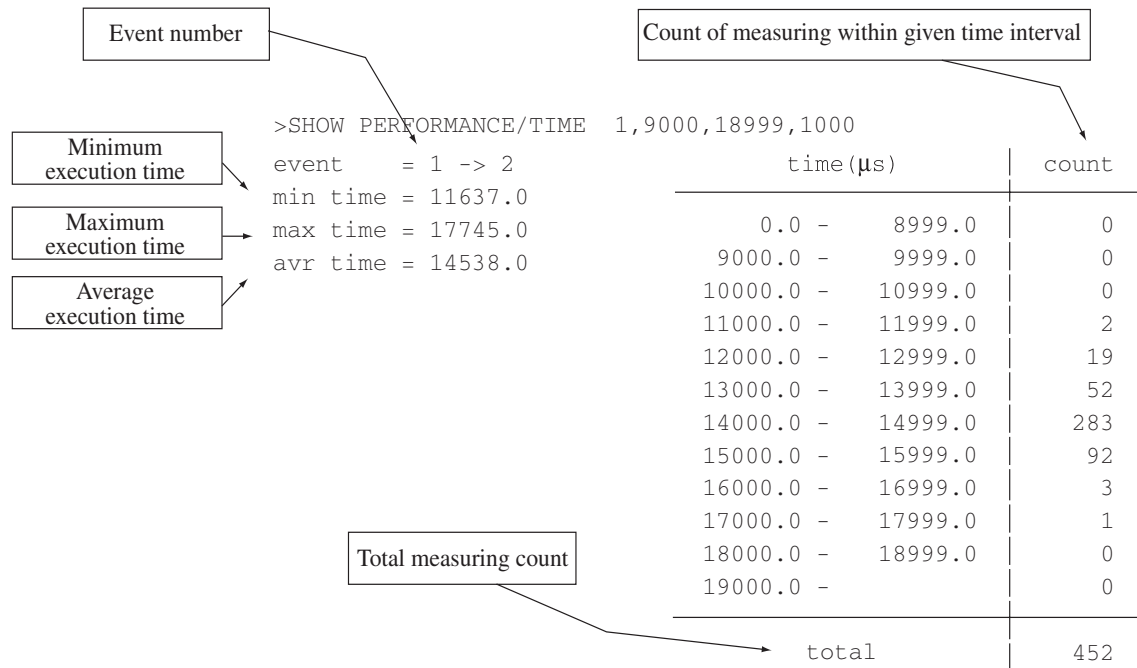 Event number
Count of measuring within given time interval
>SHOW PERFORMANCE/TIME 1,9000,18999,1000
Minimum
execution time
Maximum
execution time
Average
execution time
event = 1 -> 2
min time = 11637.0
max time = 17745.0
avr time = 14538.0
time(µs) | count
0.0 - 8999.0 | 0
9000.0 - 9999.0 | 0
10000.0 - 10999.0 | 0
11000.0 - 11999.0 | 2
12000.0 - 12999.0 | 19
13000.0 - 13999.0 | 52
14000.0 - 14999.0 | 283
15000.0 - 15999.0 | 92
16000.0 - 16999.0 | 3
17000.0 - 17999.0 | 1
18000.0 - 18999.0 | 0
19000.0 - | 0
Total measuring count
total | 452